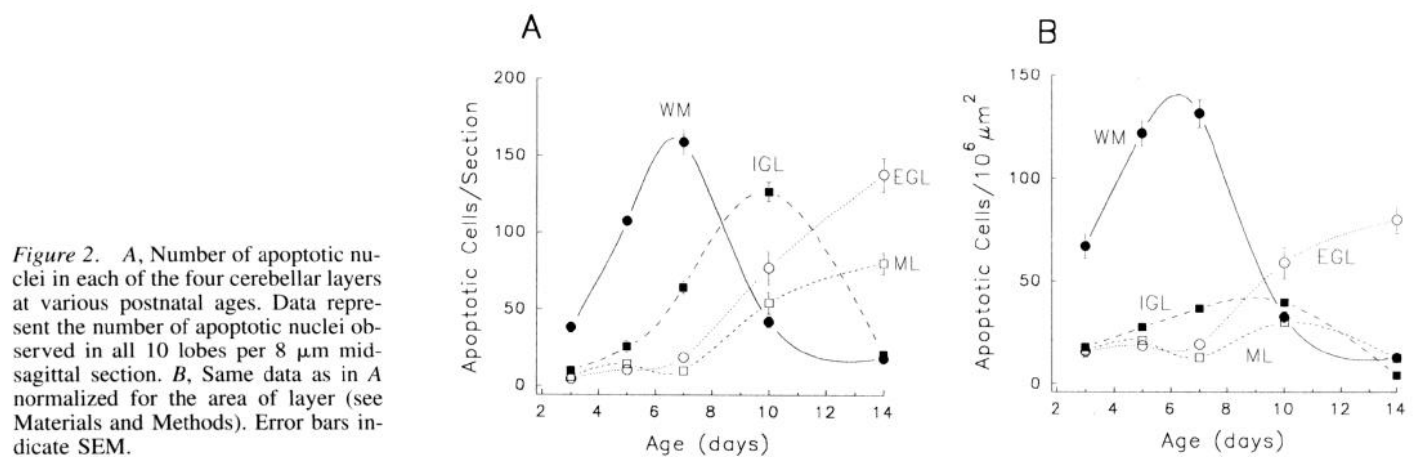 Figure 2. A, Number of apoptotic nu-
clei in each of the four cerebellar layers
at various postnatal ages. Data repre-
sent the number of apoptotic nuclei ob-
served in all 10 lobes per 8 μm mid-
sagittal section. B, Same data as in A
normalized for the area of layer (see
Materials and Methods). Error bars in-
dicate SEM.
A
Apoptotic Cells/Section
200
150
100
50
0
WM
IGL
EGL
ML
2 4 6 8 10 12 14
Age (days)
B
Apoptotic Cells/10⁶ μm²
150
100
50
0
WM
IGL
EGL
ML
2 4 6 8 10 12 14
Age (days)